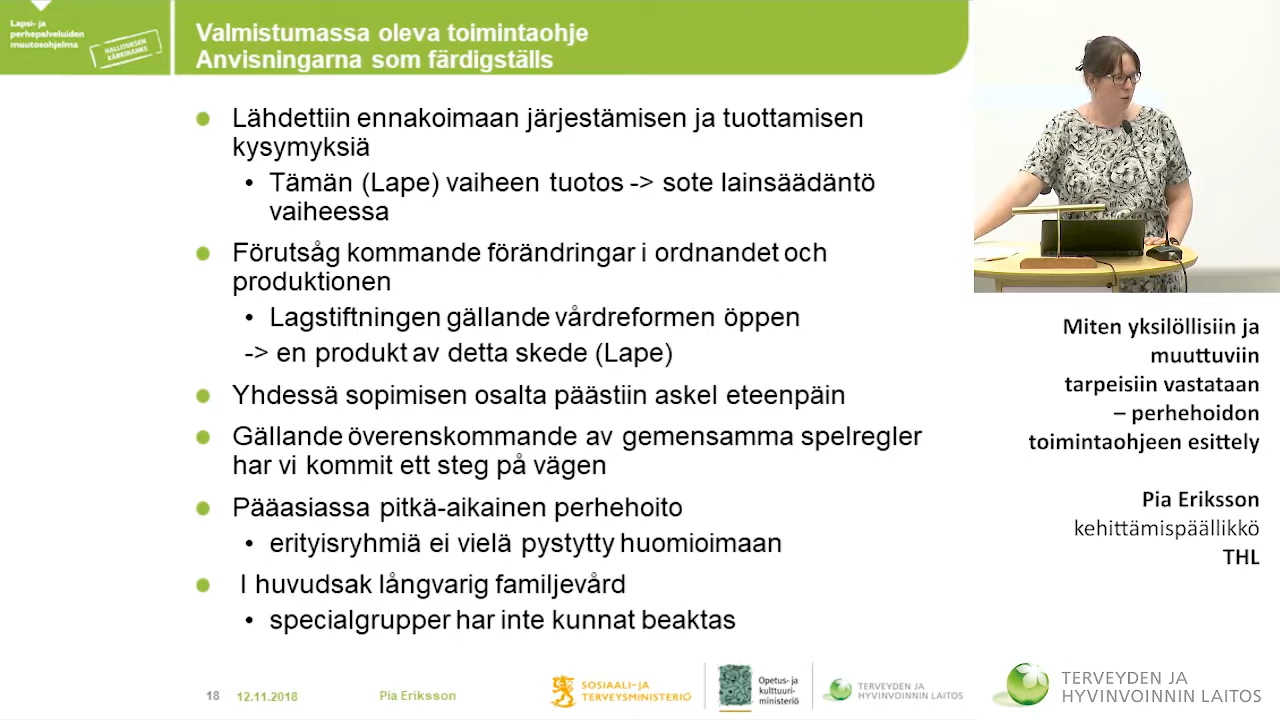 Lapsi- ja
perhepalveluiden
muutosohjelma
HALLITUKSEN
KÄRKIHANKE
Valmistumassa oleva toimintaohje
Anvisningarna som färdigställs
Lähdettiin ennakoimaan järjestämisen ja tuottamisen
kysymyksiä
• Tämän (Lape) vaiheen tuotos -> sote lainsäädäntö
vaiheessa
Förutsåg kommande förändringar i ordnandet och
produktionen
• Lagstiftningen gällande vårdreformen öppen
-> en produkt av detta skede (Lape)
Yhdessä sopimisen osalta päästiin askel eteenpäin
Gällande överenskommande av gemensamma spelregler
har vi kommit ett steg på vägen
Pääasiassa pitkä-aikainen perhehoito
• erityisryhmiä ei vielä pystytty huomioimaan
I huvudsak långvarig familjevård
• specialgrupper har inte kunnat beaktas
18 12.11.2018 Pia Eriksson
SOSIAALI- JA
TERVEYSMINISTERIÖ
Opetus- ja
kulttuuri-
ministeriö
TERVEYDEN JA
HYVINVOINNIN LAITOS
Miten yksilöllisiin ja
muuttuviin
tarpeisiin vastataan
– perhehoidon
toimintaohjeen esittely
Pia Eriksson
kehittämispäällikkö
THL
TERVEYDEN JA
HYVINVOINNIN LAITOS